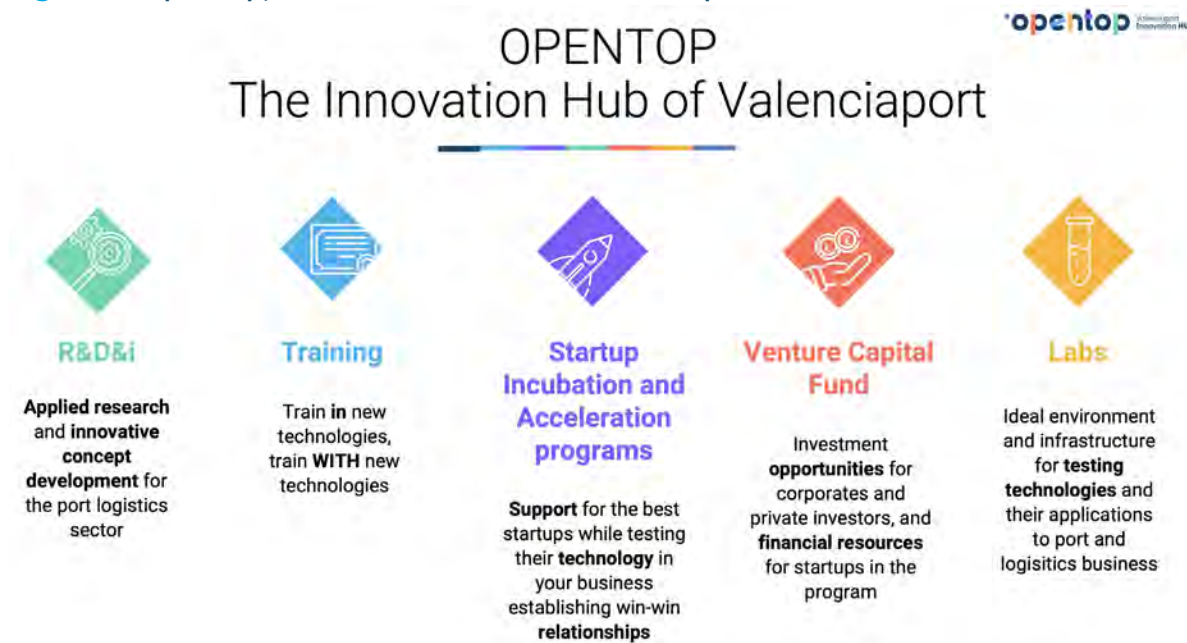 opentop
OPENTOP
The Innovation Hub of Valenciaport
R&D&i
Applied research
and innovative
concept
development for
the port logistics
sector
Training
Train in new
technologies,
train WITH new
technologies
Startup
Incubation and
Acceleration
programs
Support for the best
startups while testing
their technology in
your business
establishing win-win
relationships
Venture Capital
Fund
Investment
opportunities for
corporates and
private investors, and
financial resources
for startups in the
program
Labs
Ideal environment
and infrastructure
for testing
technologies and
their applications
to port and
logisitics business